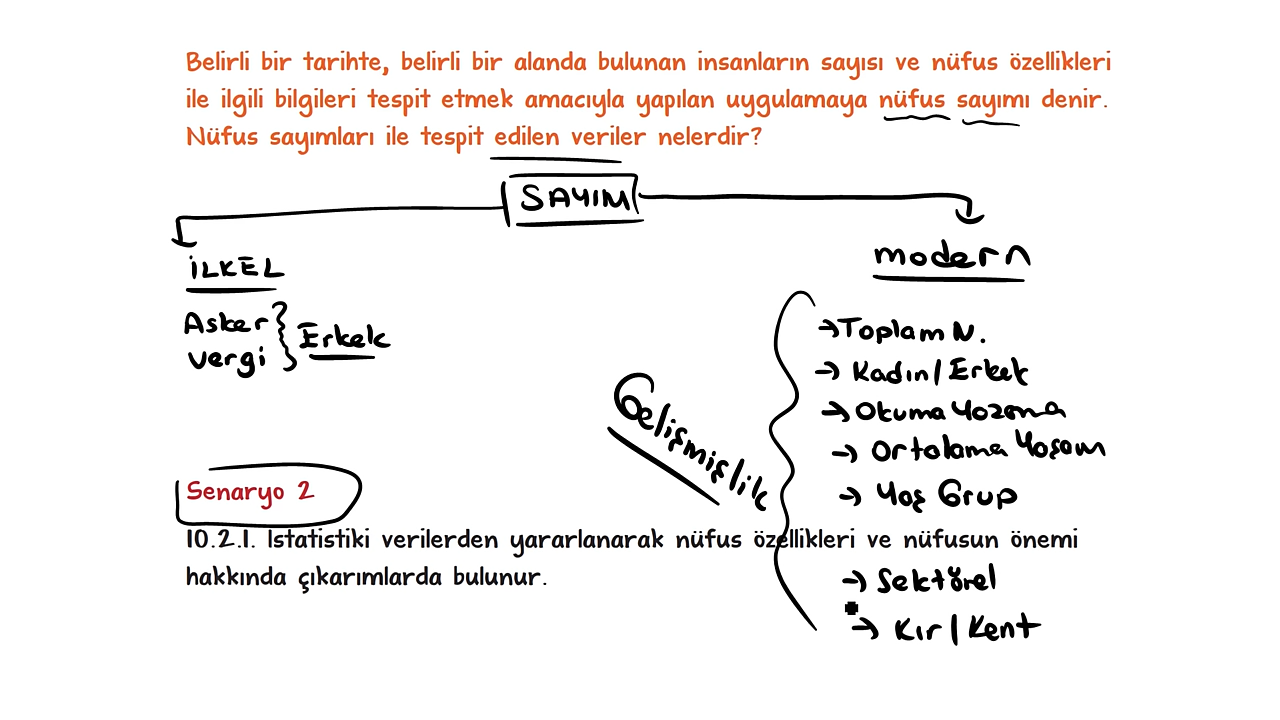 Belirli bir tarihte, belirli bir alanda bulunan insanların sayısı ve nüfus özellikleri
ile ilgili bilgileri tespit etmek amacıyla yapılan uygulamaya nüfus sayımı denir.
Nüfus sayımları ile tespit edilen veriler nelerdir?
SAYIM
İLKEL
Asker
Vergi
Erkek
modern
→Toplam N.
→ Kadın/Erkek
→ Okuma Yazma
→ Ortalama Yaşam
→ Yaş Grup
→ Sektörel
→ Kır/Kent
Gelişmişlik
Senaryo 2
10.2.1. Istatistiki verilerden yararlanarak nüfus özellikleri ve nüfusun önemi
hakkında çıkarımlarda bulunur.